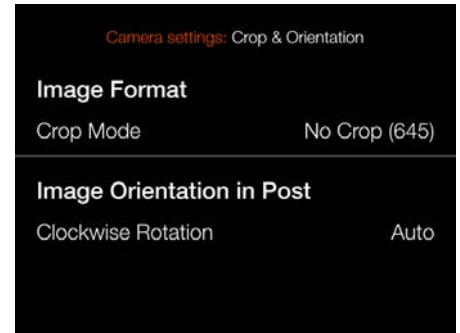 Camera settings: Crop & Orientation
Image Format
Crop Mode No Crop (645)
Image Orientation in Post
Clockwise Rotation Auto